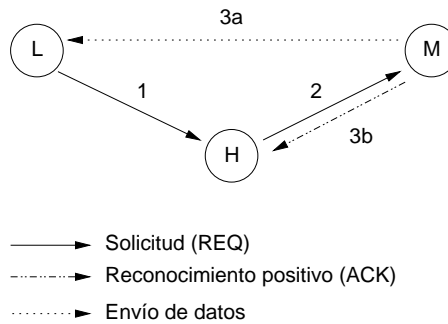 3a
L
M
1
2
3b
H
Solicitud (REQ)
Reconocimiento positivo (ACK)
Envío de datos